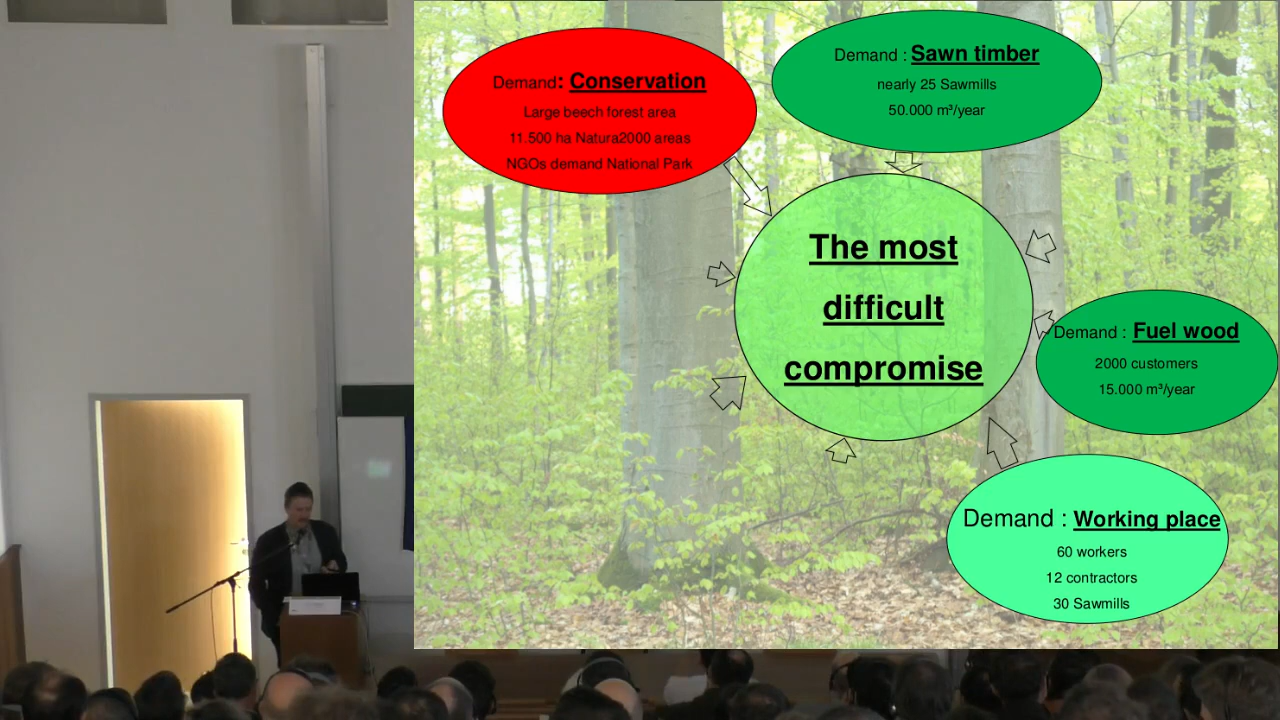 Demand: Conservation
Large beech forest area
11.500 ha Natura2000 areas
NGOs demand National Park
Demand : Sawn timber
nearly 25 Sawmills
50.000 m³/year
The most
difficult
compromise
Demand : Fuel wood
2000 customers
15.000 m³/year
Demand : Working place
60 workers
12 contractors
30 Sawmills